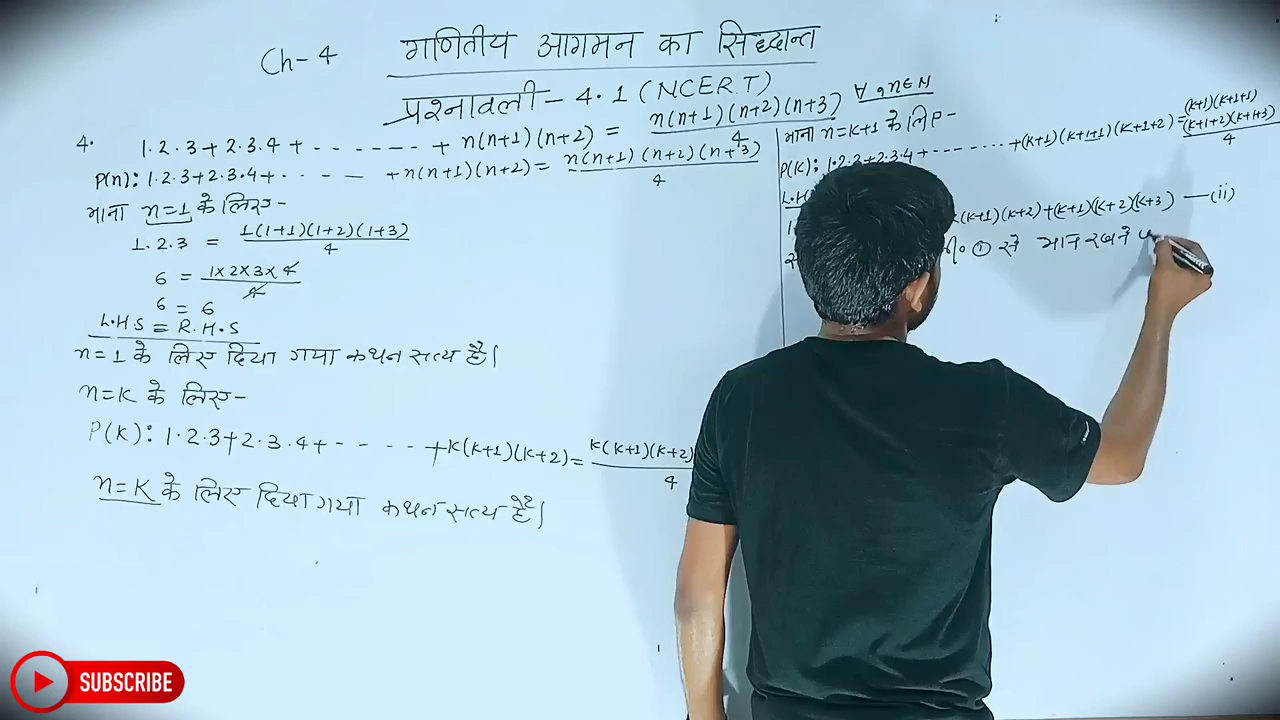 Ch-4 गणितीय आगमन का सिद्धान्त
प्रश्नावली - 4.1 (NCERT)
4. 1.2.3 + 2.3.4 + ...... + n(n+1)(n+2) = n(n+1)(n+2)(n+3)/4 ∀ n∈N
P(n): 1.2.3+2.3.4+..... +n(n+1)(n+2) = n(n+1)(n+2)(n+3)/4
माना n=1 के लिए-
1.2.3 = 1(1+1)(1+2)(1+3)/4
6 = 1×2×3×4/4
6 = 6
L.H.S = R.H.S
n=1 के लिए दिया गया कथन सत्य है।
n=K के लिए-
P(K): 1.2.3+2.3.4+ - - - - +K(K+1)(K+2)= K(K+1)(K+2)/4
n=K के लिए दिया गया कथन सत्य है।
माना n=K+1 के लिए-
P(K): 1.2.3+2.3.4+.......+(K+1)(K+1+1)(K+1+2)=(K+1)(K+1+1)(K+1+2)(K+1+3)/4
L.H.
(K+1)(K+2)+(K+1)(K+2)(K+3) —(ii)
① से मान रखने
SUBSCRIBE